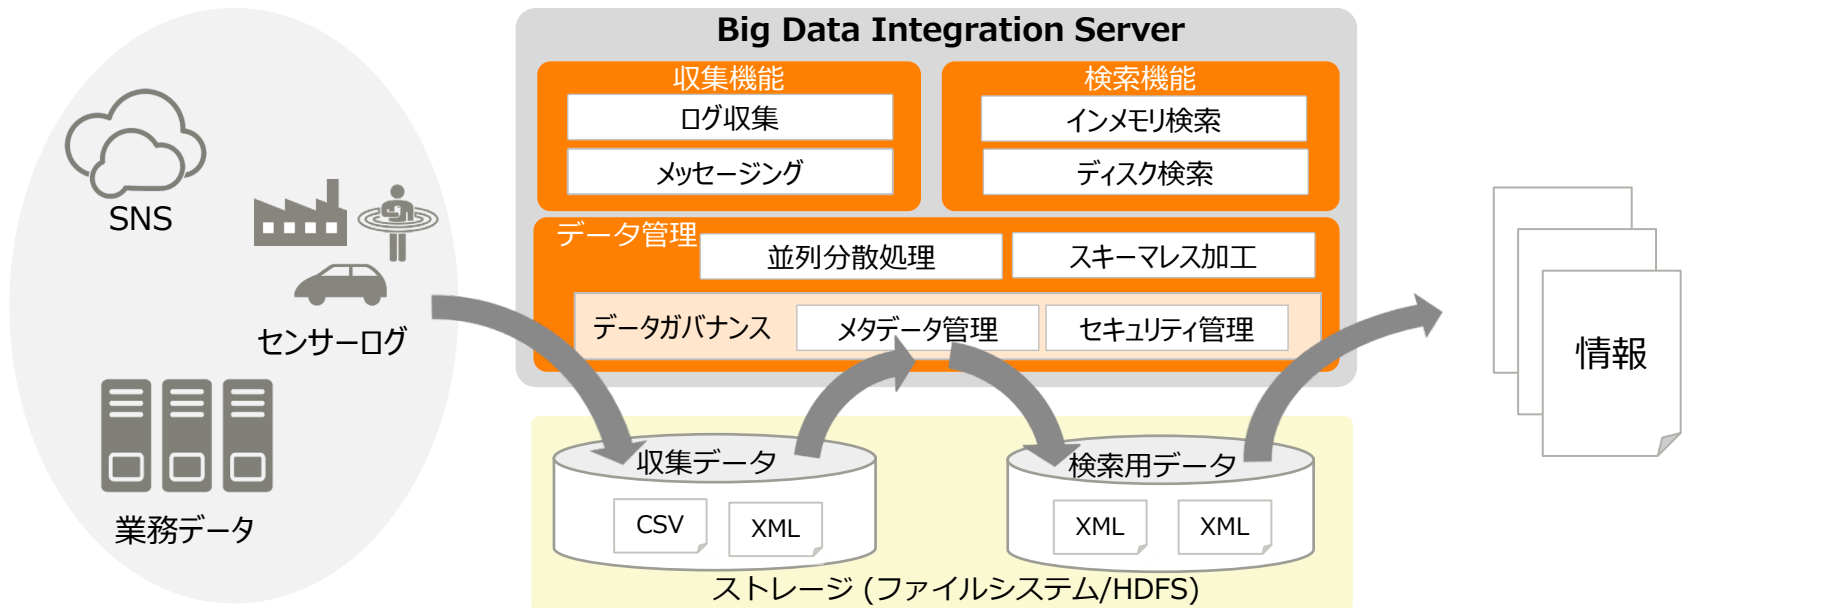 Big Data Integration Server
収集機能
ログ収集
メッセージング
検索機能
インメモリ検索
ディスク検索
データ管理
並列分散処理
スキーマレス加工
データガバナンス
メタデータ管理
セキュリティ管理
SNS
センサーログ
業務データ
収集データ
CSV
XML
検索用データ
XML
XML
ストレージ (ファイルシステム/HDFS)
情報